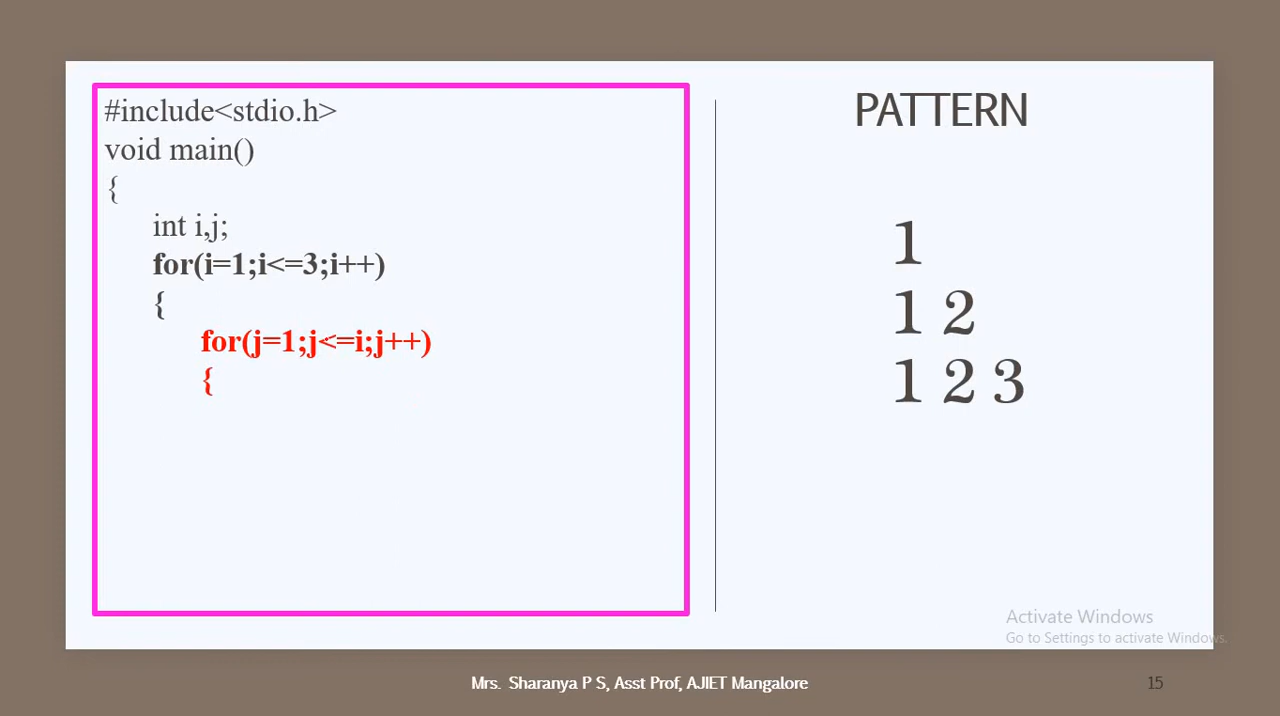 #include<stdio.h>
void main()
{
int i,j;
for(i=1;i<=3;i++)
{
for(j=1;j<=i;j++)
{
PATTERN
1
1 2
1 2 3
Activate Windows
Go to Settings to activate Windows.
Mrs. Sharanya P S, Asst Prof, AJIET Mangalore
15